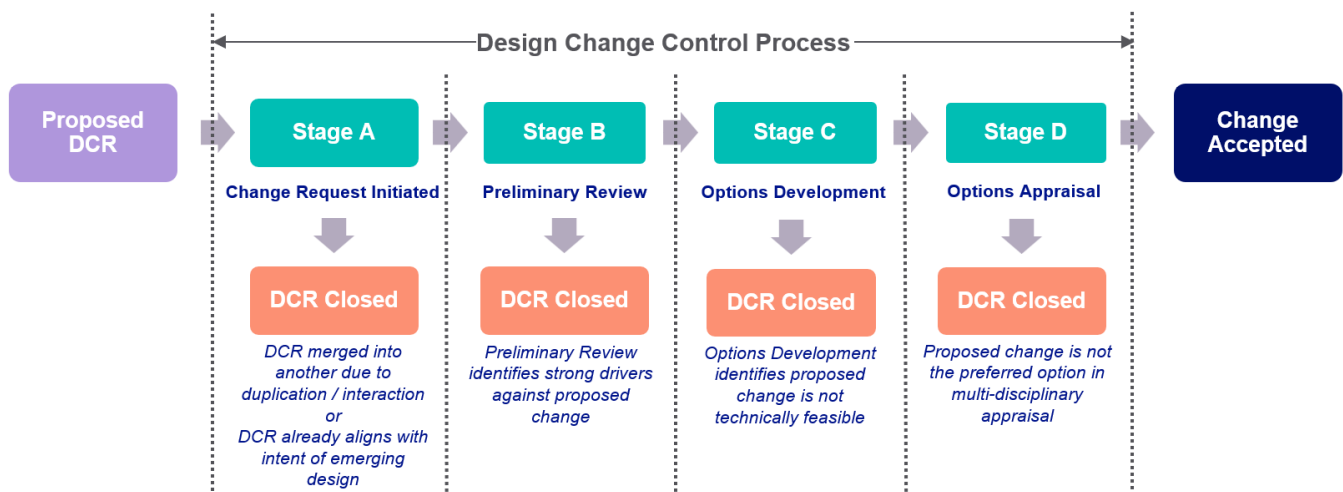 Design Change Control Process
Proposed
DCR
Stage A
Stage B
Stage C
Stage D
Change
Accepted
Change Request Initiated
Preliminary Review
Options Development
Options Appraisal
DCR Closed
DCR merged into
another due to
duplication / interaction
or
DCR already aligns with
intent of emerging
design
DCR Closed
Preliminary Review
identifies strong drivers
against proposed
change
DCR Closed
Options Development
identifies proposed
change is not
technically feasible
DCR Closed
Proposed change is not
the preferred option in
multi-disciplinary
appraisal